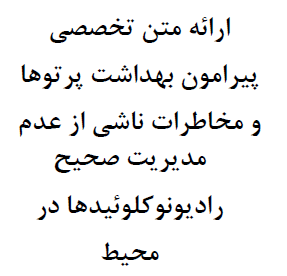 ارائه متن تخصصی
پیرامون بهداشت پرتوها
و مخاطرات ناشی از عدم
مدیریت صحیح
رادیونوکلوئیدها در
محیط